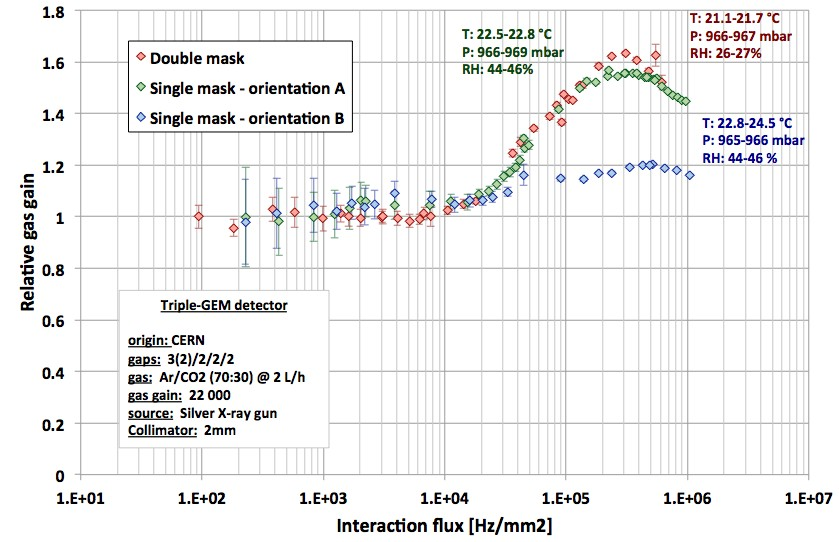 1.8
1.6
1.4
1.2
1
0.8
0.6
0.4
0.2
0
Relative gas gain
Double mask
Single mask - orientation A
Single mask - orientation B
T: 22.5-22.8 °C
P: 966-969 mbar
RH: 44-46%
T: 21.1-21.7 °C
P: 966-967 mbar
RH: 26-27%
T: 22.8-24.5 °C
P: 965-966 mbar
RH: 44-46 %
Triple-GEM detector
origin: CERN
gaps: 3(2)/2/2/2
gas: Ar/CO2 (70:30) @ 2 L/h
gas gain: 22 000
source: Silver X-ray gun
Collimator: 2mm
1.E+01 1.E+02 1.E+03 1.E+04 1.E+05 1.E+06 1.E+07
Interaction flux [Hz/mm2]